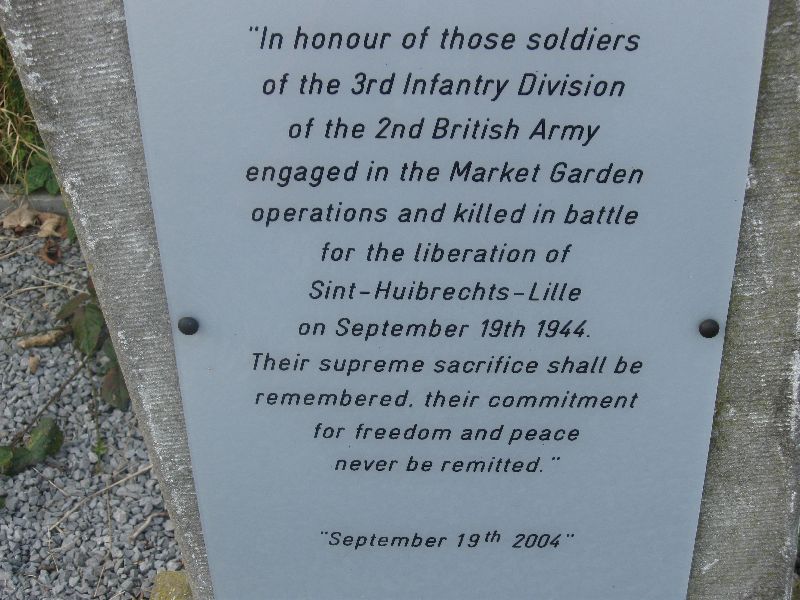 "In honour of those soldiers
of the 3rd Infantry Division
of the 2nd British Army
engaged in the Market Garden
operations and killed in battle
for the liberation of
Sint-Huibrechts-Lille
on September 19th 1944.
Their supreme sacrifice shall be
remembered, their commitment
for freedom and peace
never be remitted."
"September 19th 2004"